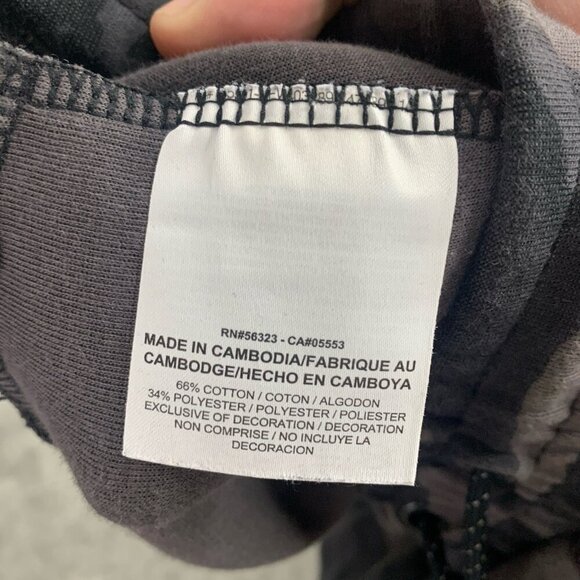 RN#56323 - CA#05553
MADE IN CAMBODIA/FABRIQUE AU
CAMBODGE/HECHO EN CAMBOYA
66% COTTON / COTON / ALGODON
34% POLYESTER / POLYESTER / POLIESTER
EXCLUSIVE OF DECORATION / DECORATION
NON COMPRISE / NO INCLUYE LA
DECORACION